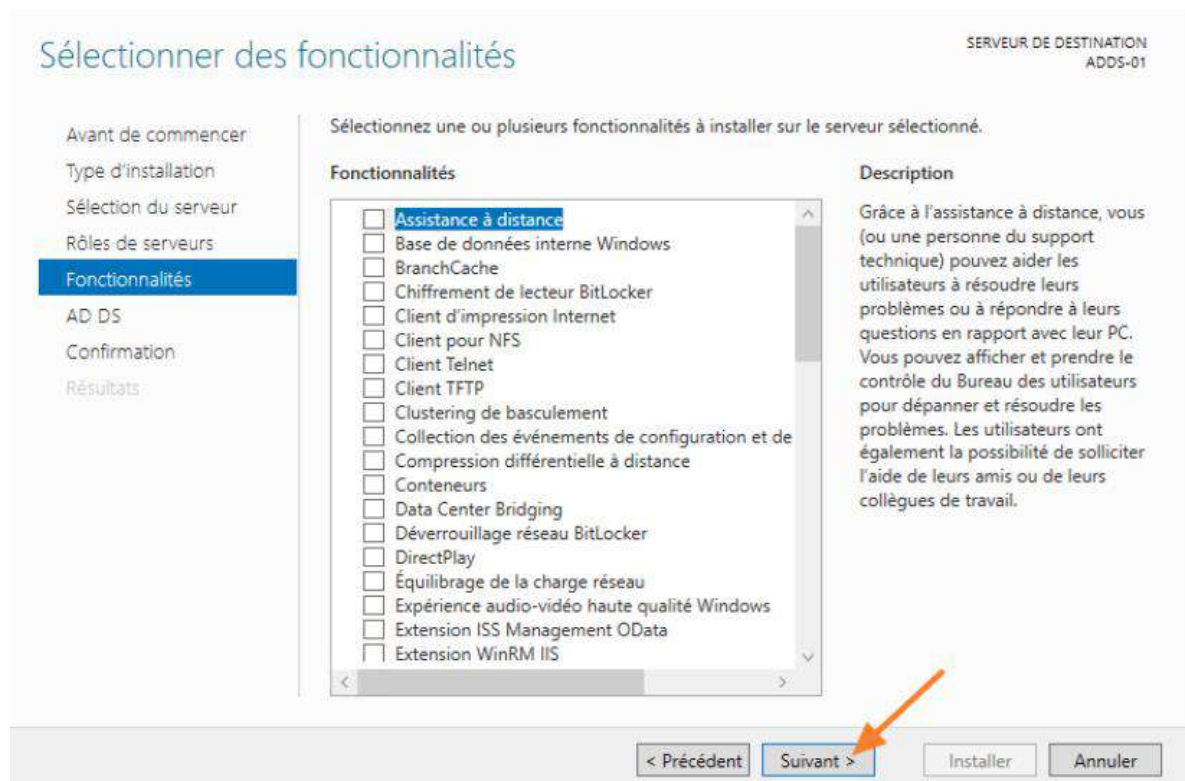 Sélectionner des fonctionnalités
SERVEUR DE DESTINATION
ADDS-01
Avant de commencer
Type d'installation
Sélection du serveur
Rôles de serveurs
Fonctionnalités
AD DS
Confirmation
Résultats
Sélectionnez une ou plusieurs fonctionnalités à installer sur le serveur sélectionné.
Fonctionnalités
Assistance à distance
Base de données interne Windows
BranchCache
Chiffrement de lecteur BitLocker
Client d'impression Internet
Client pour NFS
Client Telnet
Client TFTP
Clustering de basculement
Collection des événements de configuration et de
Compression différentielle à distance
Conteneurs
Data Center Bridging
Déverrouillage réseau BitLocker
DirectPlay
Équilibrage de la charge réseau
Expérience audio-vidéo haute qualité Windows
Extension ISS Management OData
Extension WinRM IIS
Description
Grâce à l'assistance à distance, vous
(ou une personne du support
technique) pouvez aider les
utilisateurs à résoudre leurs
problèmes ou à répondre à leurs
questions en rapport avec leur PC.
Vous pouvez afficher et prendre le
contrôle du Bureau des utilisateurs
pour dépanner et résoudre les
problèmes. Les utilisateurs ont
également la possibilité de solliciter
l'aide de leurs amis ou de leurs
collègues de travail.
< Précédent
Suivant >
Installer
Annuler